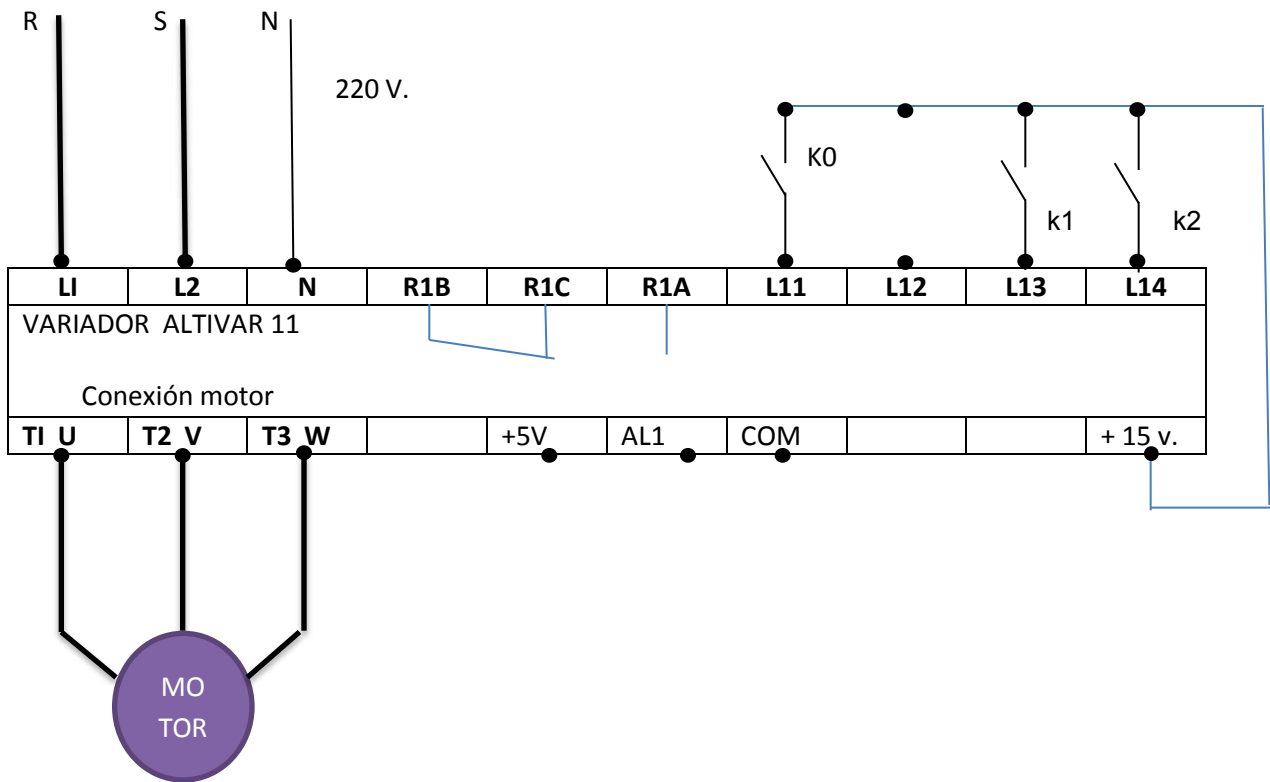 R S N
220 V.
K0
k1 k2
LI L2 N R1B R1C R1A L11 L12 L13 L14
VARIADOR ALTIVAR 11
Conexión motor
TI U T2 V T3 W +5V AL1 COM + 15 v.
MO
TOR